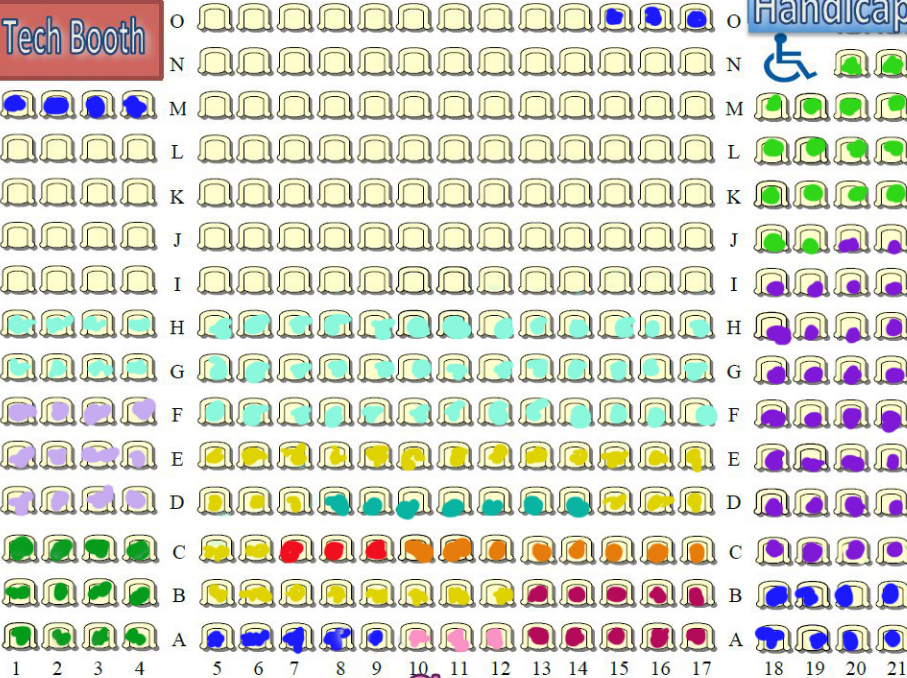 Tech Booth
Handicap
O O
N N
M M
L L
K K
J J
I I
H H
G G
F F
E E
D D
C C
B B
A A
1 2 3 4 5 6 7 8 9 10 11 12 13 14 15 16 17 18 19 20 21